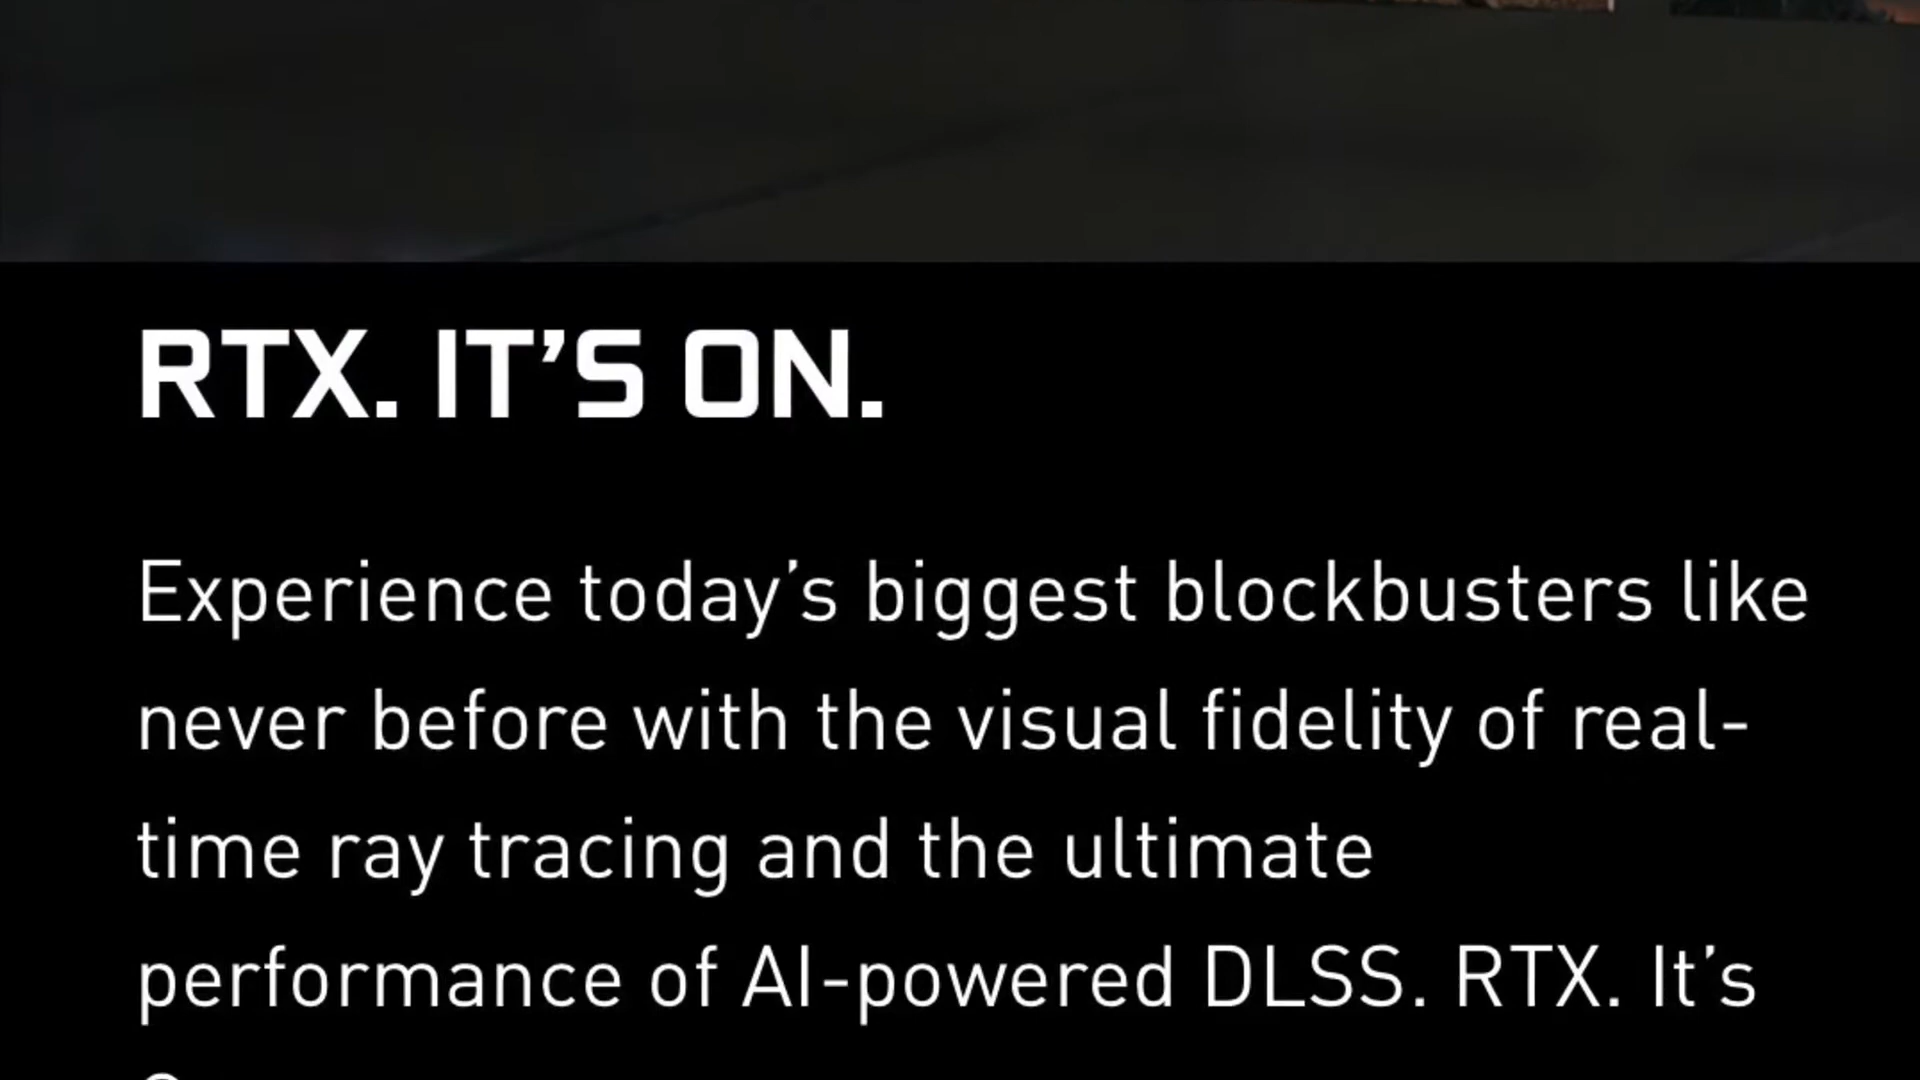 RTX. IT’S ON.
Experience today’s biggest blockbusters like
never before with the visual fidelity of real-
time ray tracing and the ultimate
performance of AI-powered DLSS. RTX. It’s